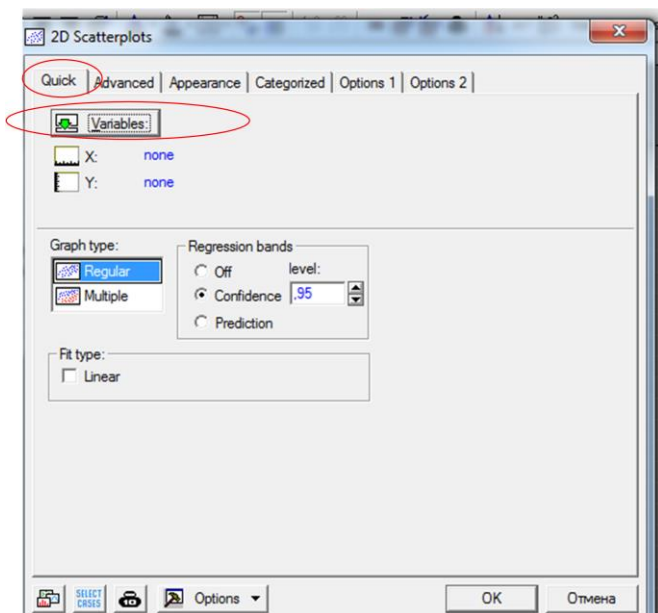 2D Scatterplots
Quick Advanced Appearance Categorized Options 1 Options 2
Variables:
X: none
Y: none
Graph type:
Regular
Multiple
Regression bands
Off level:
Confidence ,95
Prediction
Fit type:
Linear
SELECT
CASES
Options OK Отмена